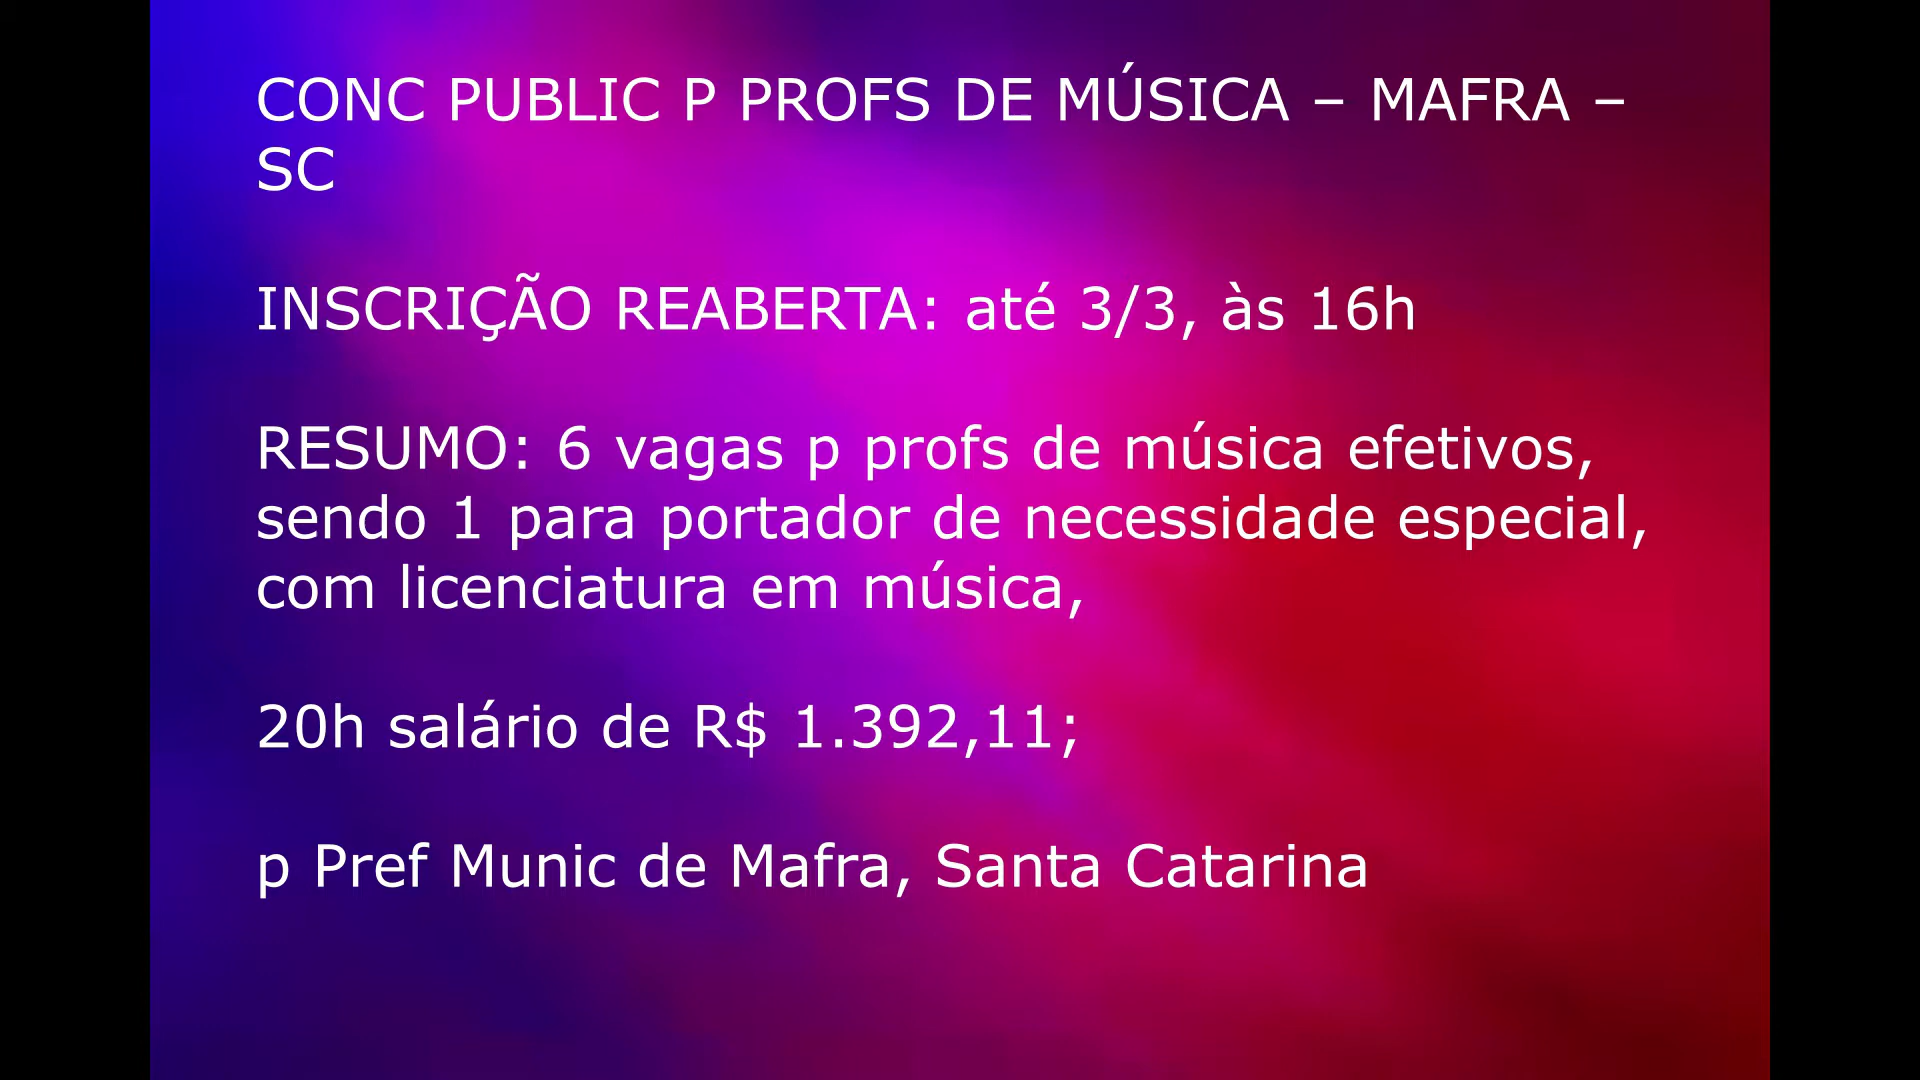 CONC PUBLIC P PROFS DE MÚSICA – MAFRA –
SC
INSCRIÇÃO REABERTA: até 3/3, às 16h
RESUMO: 6 vagas p profs de música efetivos,
sendo 1 para portador de necessidade especial,
com licenciatura em música,
20h salário de R$ 1.392,11;
p Pref Munic de Mafra, Santa Catarina